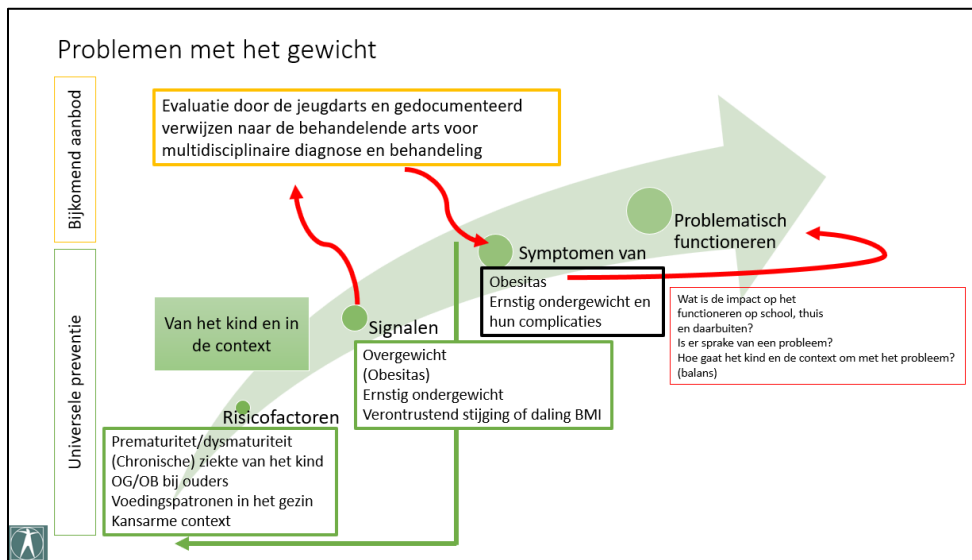 Problemen met het gewicht
Bijkomend aanbod
Evaluatie door de jeugdarts en gedocumenteerd
verwijzen naar de behandelende arts voor
multidisciplinaire diagnose en behandeling
Problematisch
functioneren
Symptomen van
Obesitas
Ernstig ondergewicht en
hun complicaties
Wat is de impact op het
functioneren op school, thuis
en daarbuiten?
Is er sprake van een probleem?
Hoe gaat het kind en de context om met het probleem?
(balans)
Universele preventie
Van het kind en in
de context
Signalen
Overgewicht
(Obesitas)
Ernstig ondergewicht
Verontrustend stijging of daling BMI
Risicofactoren
Prematuritet/dysmaturiteit
(Chronische) ziekte van het kind
OG/OB bij ouders
Voedingspatronen in het gezin
Kansarme context